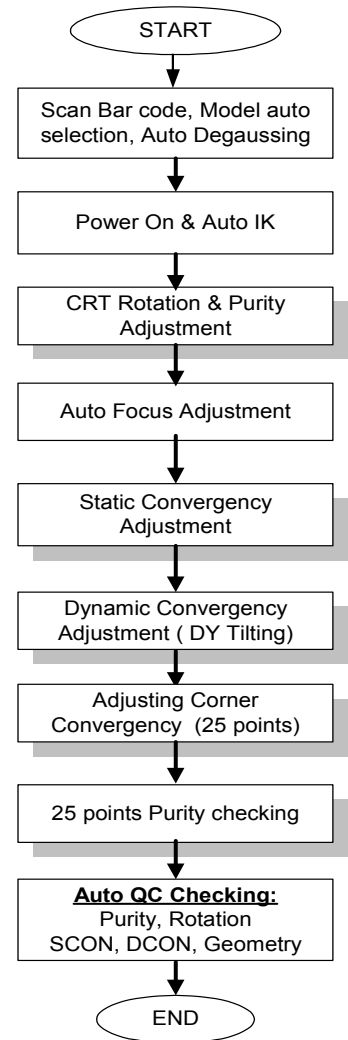 START
Scan Bar code, Model auto
selection, Auto Degaussing
Power On & Auto IK
CRT Rotation & Purity
Adjustment
Auto Focus Adjustment
Static Convergency
Adjustment
Dynamic Convergency
Adjustment ( DY Tilting)
Adjusting Corner
Convergency (25 points)
25 points Purity checking
Auto QC Checking:
Purity, Rotation
SCON, DCON, Geometry
END